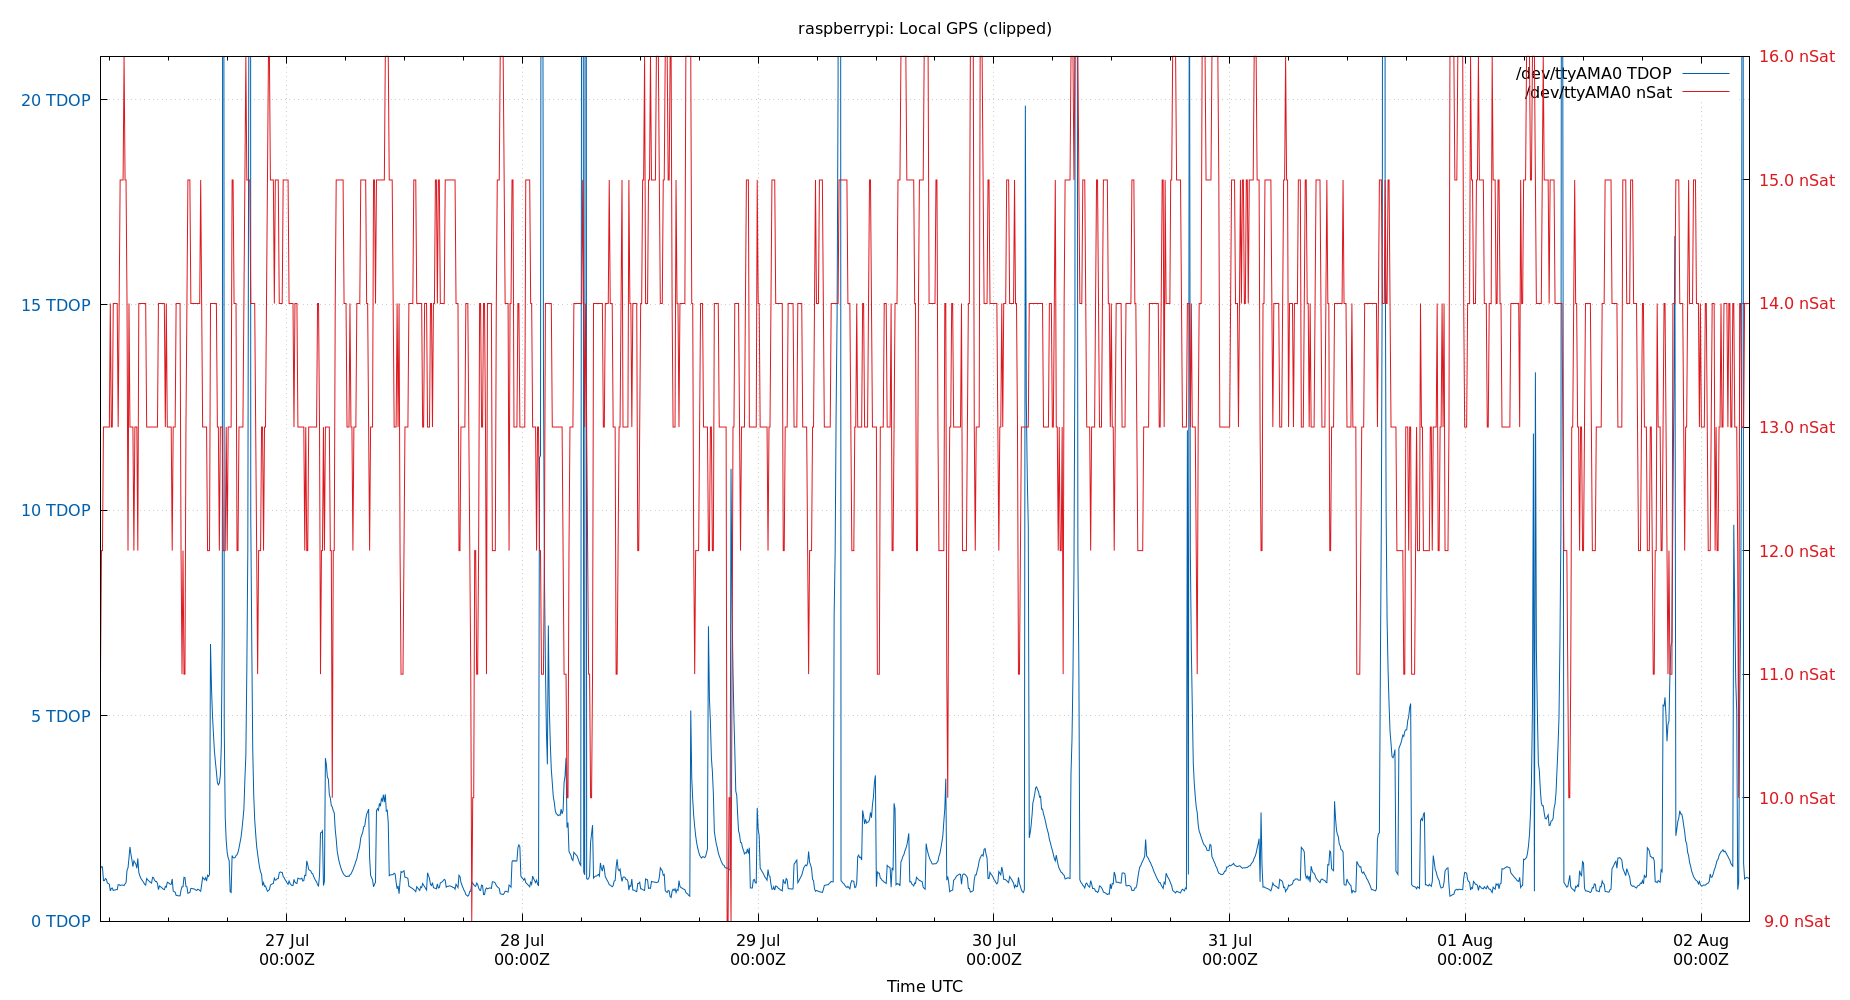 raspberrypi: Local GPS (clipped)
/dev/ttyAMA0 TDOP
/dev/ttyAMA0 nSat
20 TDOP
15 TDOP
10 TDOP
5 TDOP
0 TDOP
16.0 nSat
15.0 nSat
14.0 nSat
13.0 nSat
12.0 nSat
11.0 nSat
10.0 nSat
9.0 nSat
27 Jul
00:00Z
28 Jul
00:00Z
29 Jul
00:00Z
30 Jul
00:00Z
31 Jul
00:00Z
01 Aug
00:00Z
02 Aug
00:00Z
Time UTC